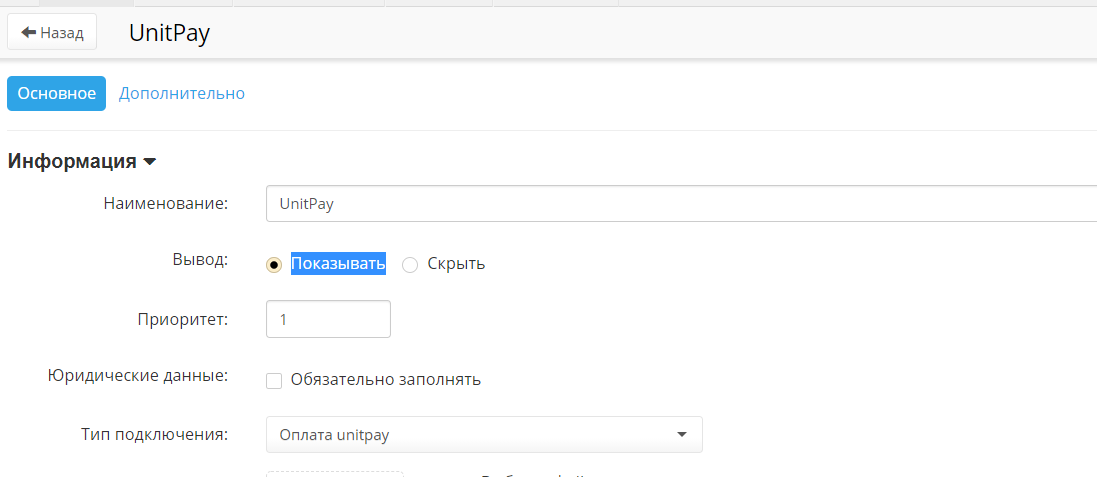 Назад
UnitPay
Основное Дополнительно
Информация
Наименование: UnitPay
Вывод: Показывать Скрыть
Приоритет: 1
Юридические данные: Обязательно заполнять
Тип подключения: Оплата unitpay